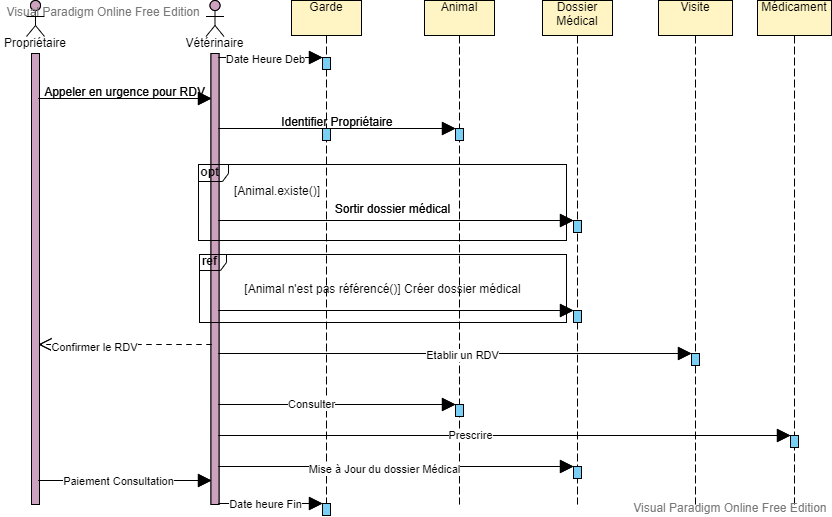 Visual Paradigm Online Free Edition
Garde
Animal
Dossier
Médical
Visite
Médicament
Propriétaire
Vétérinaire
Date Heure Deb
Appeler en urgence pour RDV
Identifier Propriétaire
opt
[Animal.existe()]
Sortir dossier médical
ref
[Animal n'est pas référencé()] Créer dossier médical
Confirmer le RDV
Etablir un RDV
Consulter
Prescrire
Mise à Jour du dossier Médical
Paiement Consultation
Date heure Fin
Visual Paradigm Online Free Edition